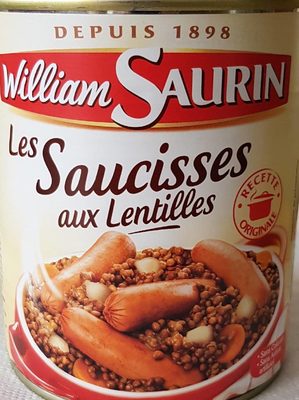 DEPUIS 1898
William SAURIN
Les Saucisses
aux Lentilles
RECETTE
ORIGINALE